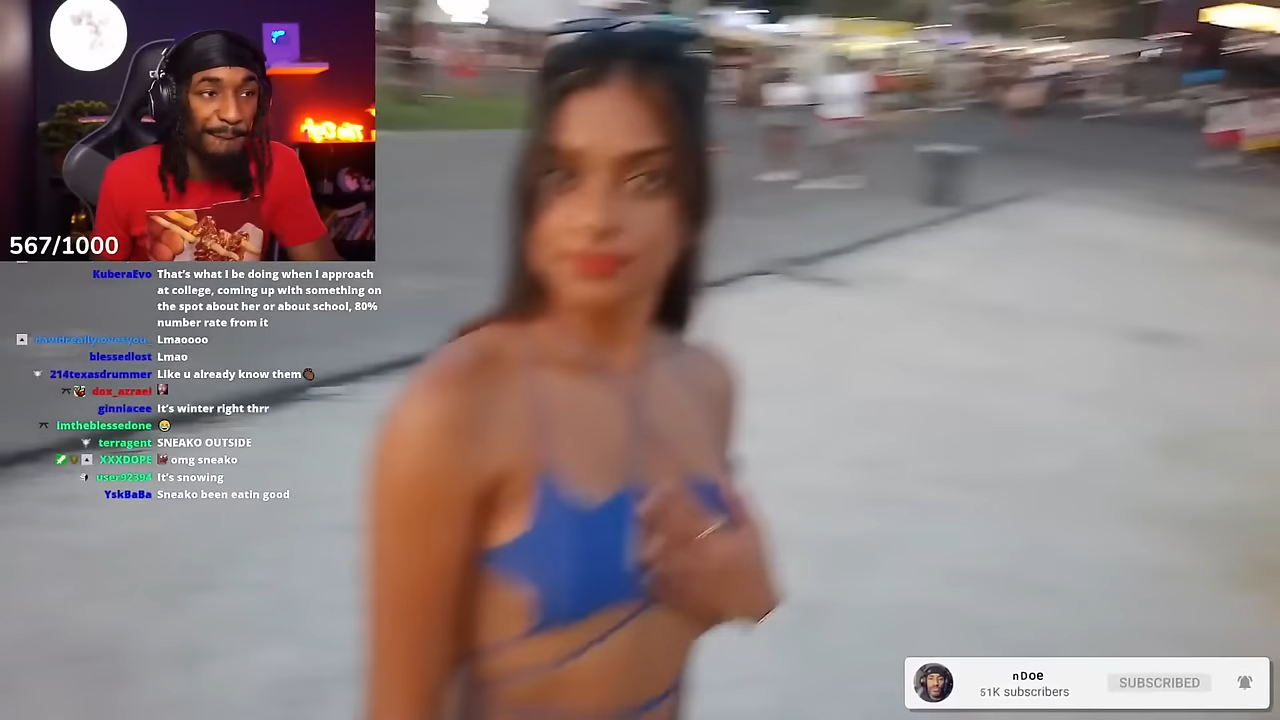 567/1000
KuberaEvo That's what I be doing when I approach
at college, coming up with something on
the spot about her or about school, 80%
number rate from it
davidreallylovesyou_ Lmaoooo
blessedlost Lmao
214texasdrummer Like u already know them
dox_azrael
ginniacee It's winter right thrr
imtheblessedone
terragent SNEAKO OUTSIDE
XXXDOPE omg sneako
user92394 It's snowing
YskBaBa Sneako been eatin good
nDoe
51K subscribers
SUBSCRIBED